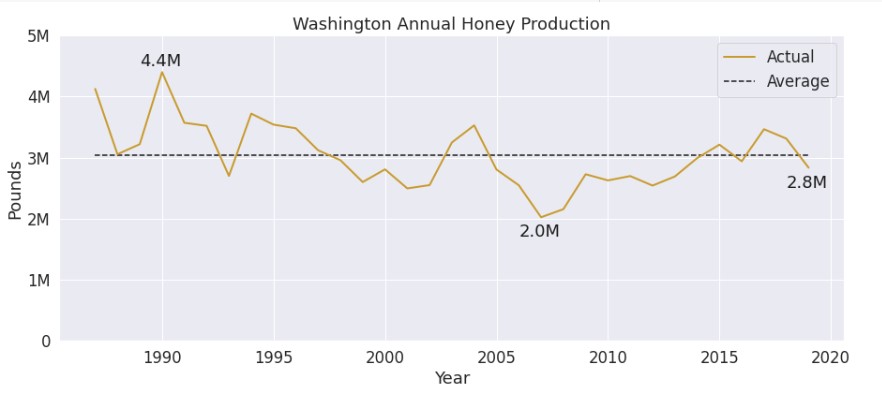 Washington Annual Honey Production
5M
4M
3M
2M
1M
0
Pounds
4.4M
2.0M
2.8M
Actual
Average
1990 1995 2000 2005 2010 2015 2020
Year